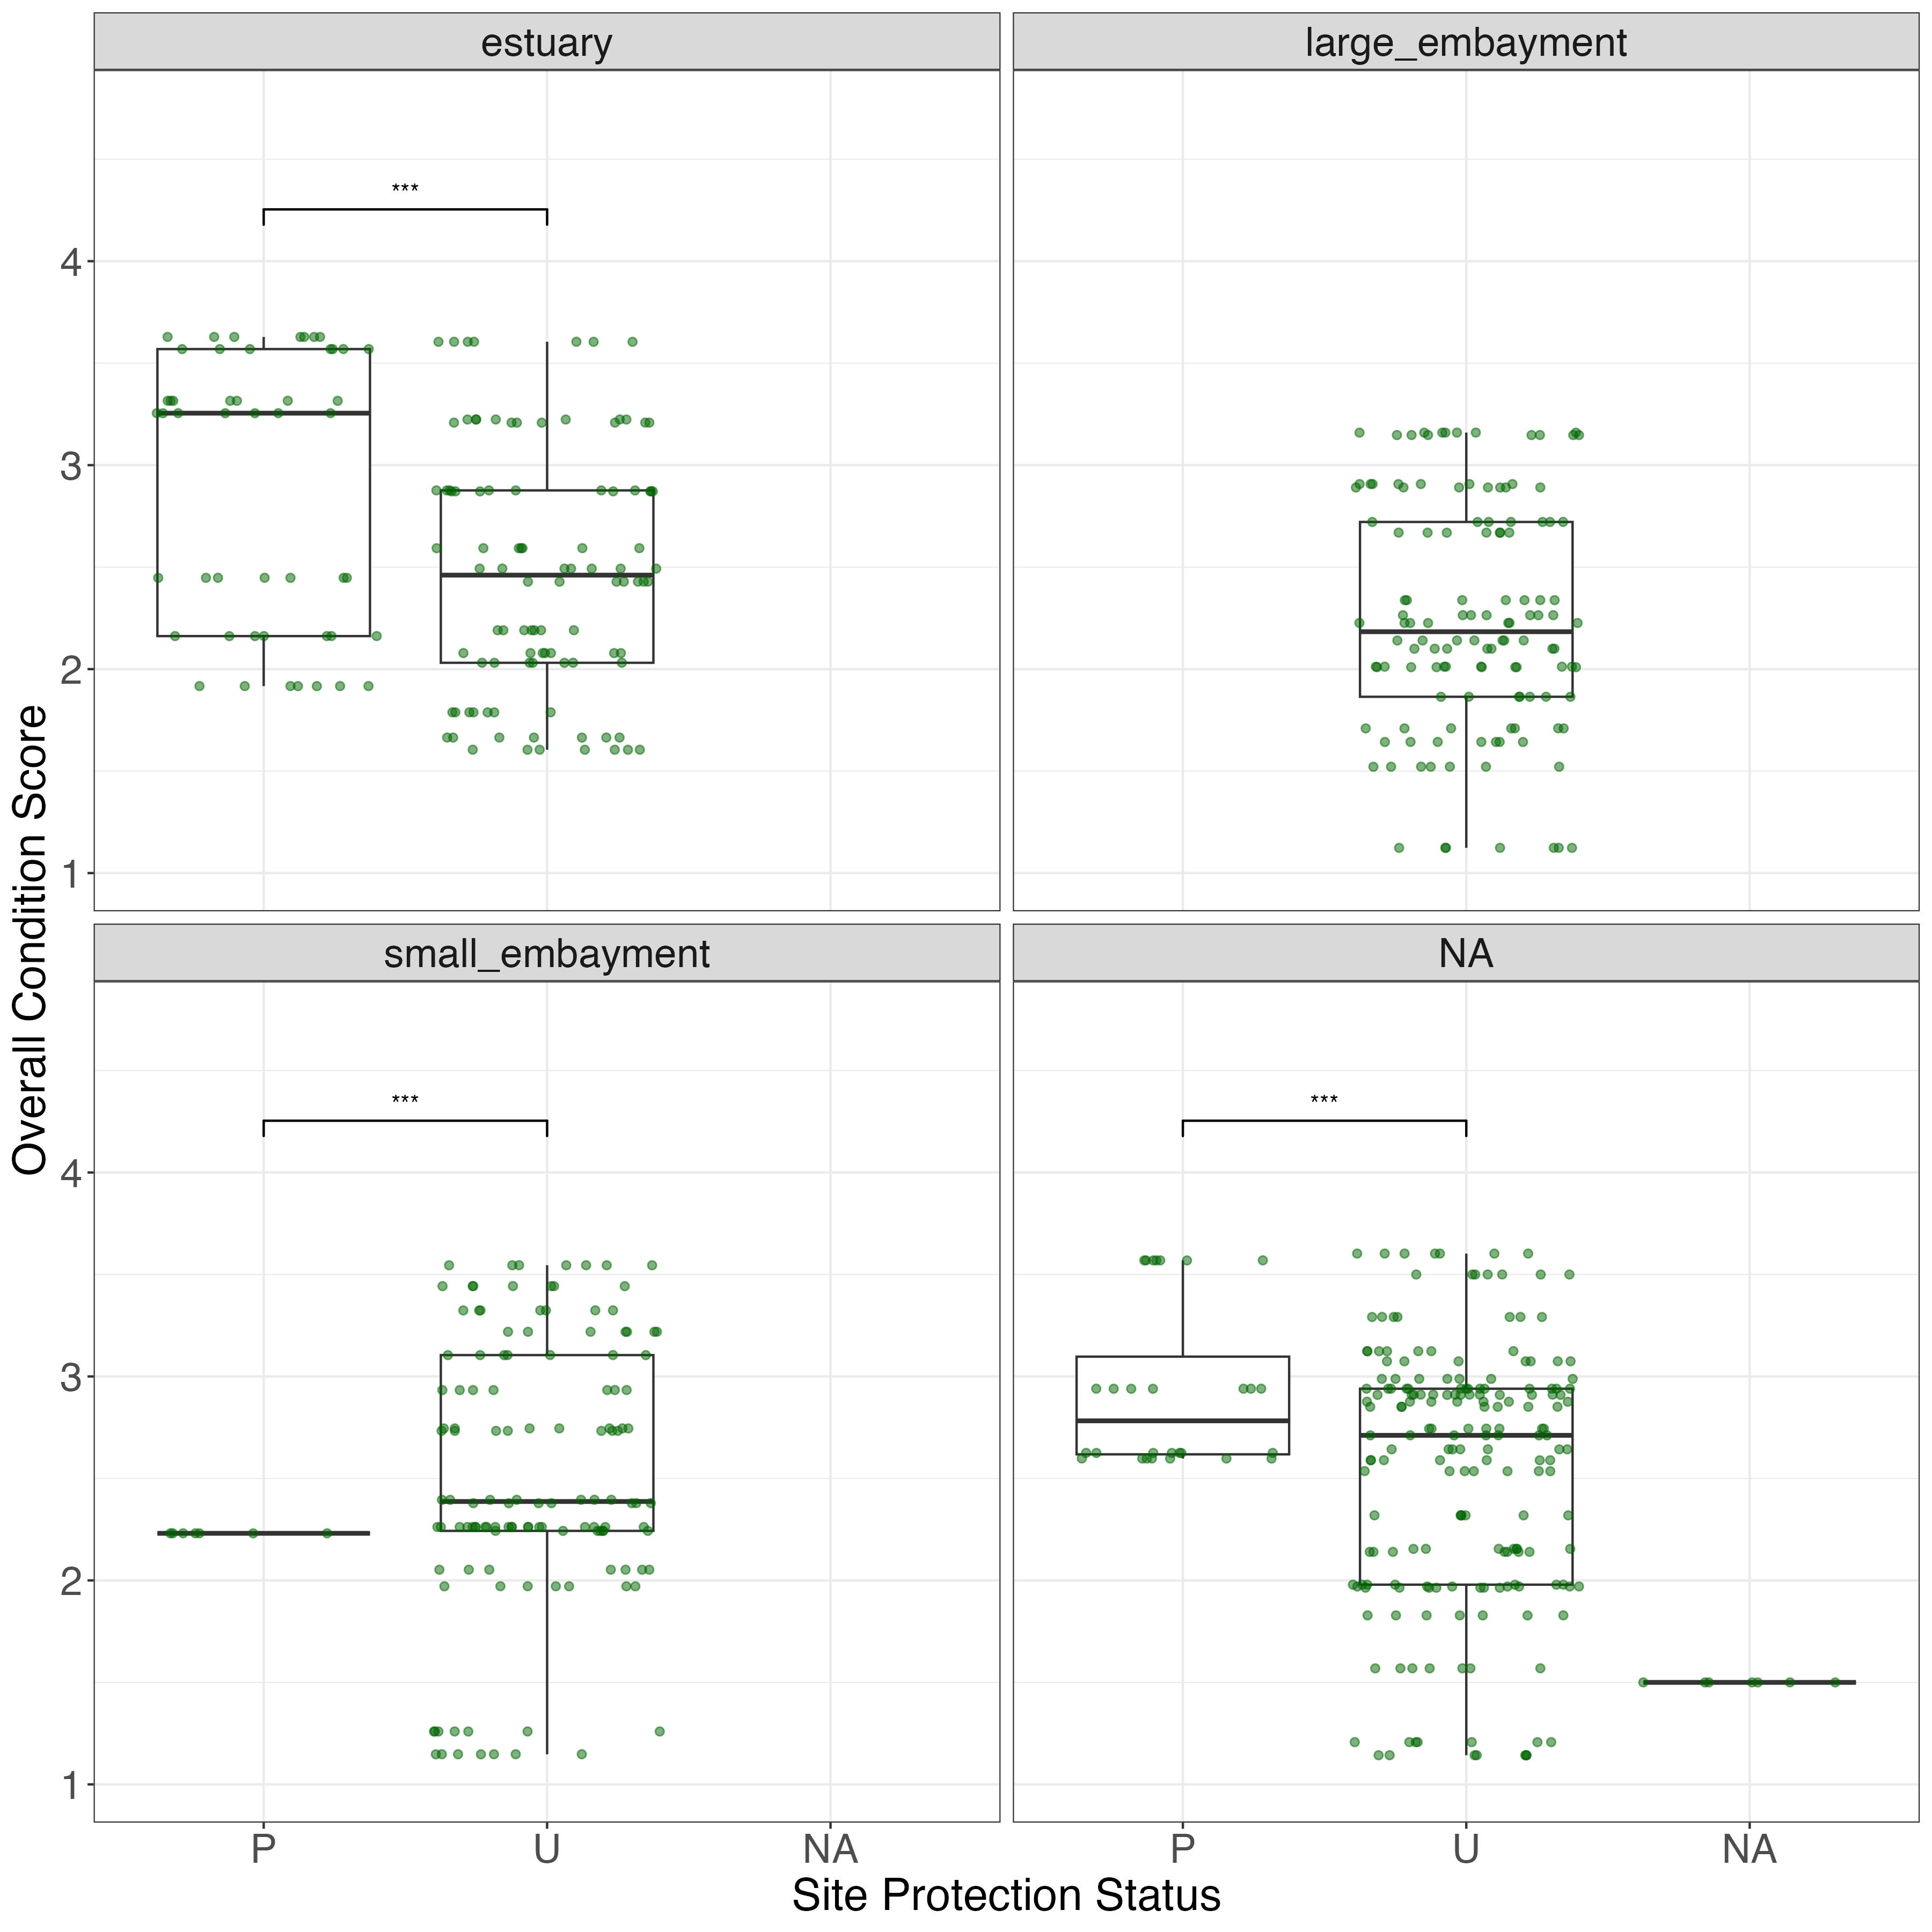 estuary
large_embayment
***
4
3
2
1
small_embayment
NA
***
***
4
3
2
1
P
U
NA
P
U
NA
Site Protection Status
Overall Condition Score